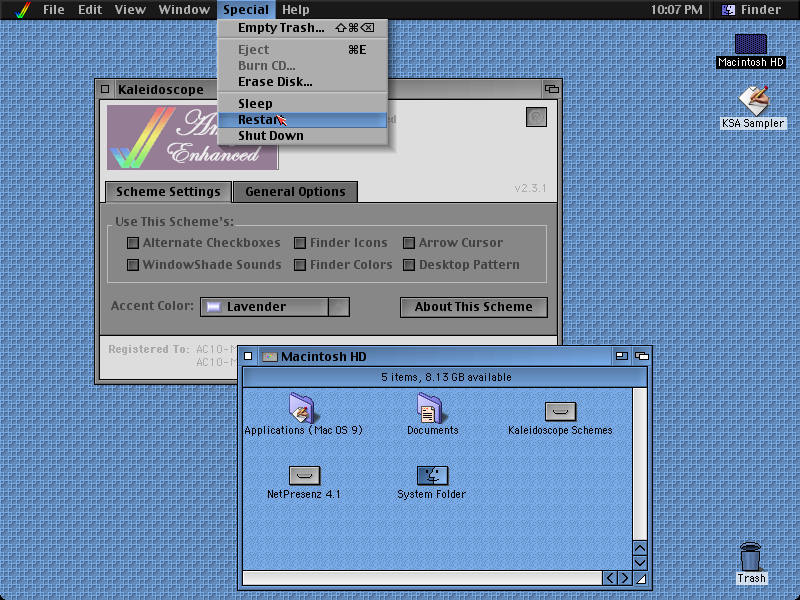 File Edit View Window Special Help 10:07 PM Finder
Empty Trash... ⇧⌘⌫
Eject ⌘E
Burn CD...
Erase Disk...
Sleep
Restart
Shut Down
Macintosh HD
KSA Sampler
Kaleidoscope
Enhanced
v2.3.1
Scheme Settings General Options
Use This Scheme's:
Alternate Checkboxes Finder Icons Arrow Cursor
WindowShade Sounds Finder Colors Desktop Pattern
Accent Color: Lavender About This Scheme
Registered To: AC10-M
AC10-M
Macintosh HD
5 items, 8.13 GB available
Applications (Mac OS 9) Documents Kaleidoscope Schemes
NetPresenz 4.1 System Folder
Trash